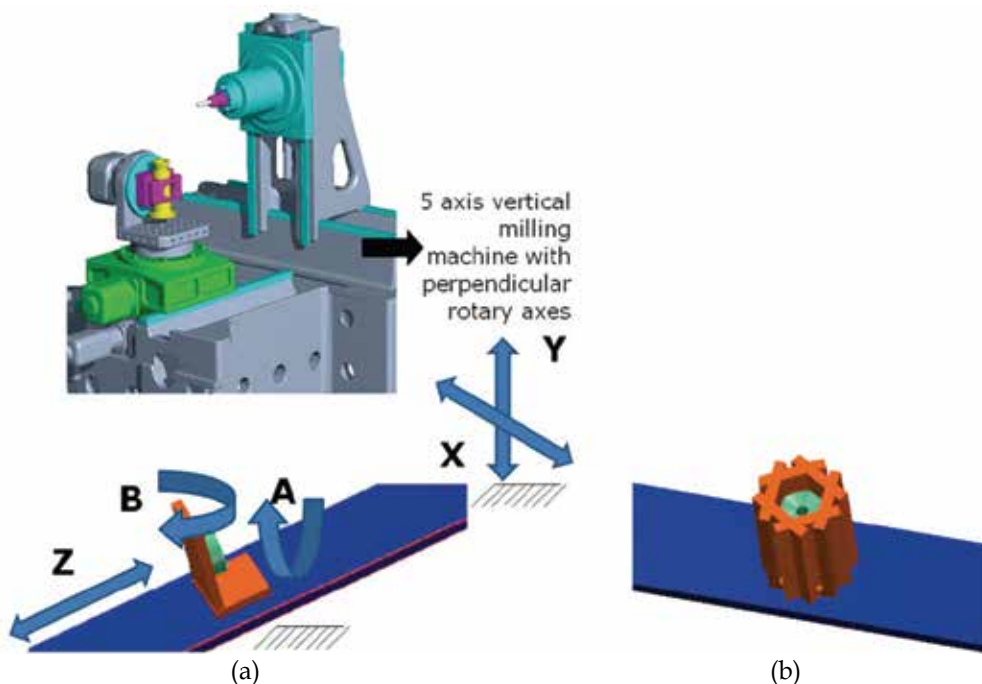 5 axis vertical
milling
machine with
perpendicular
rotary axes
Y
X
B
A
Z
(a)
(b)